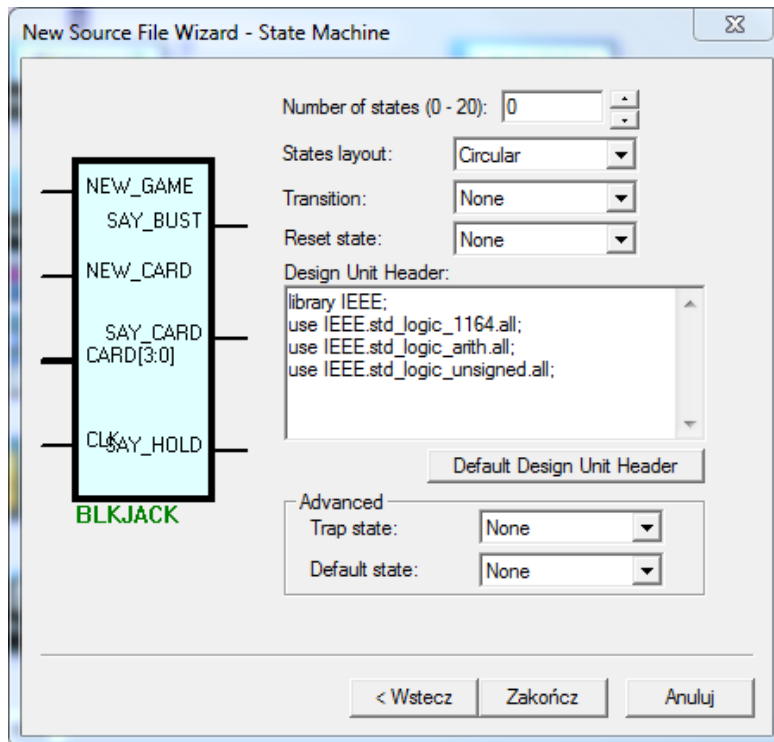 New Source File Wizard - State Machine
NEW_GAME
SAY_BUST
NEW_CARD
SAY_CARD
CARD[3:0]
CLK
SAY_HOLD
BLKJACK
Number of states (0 - 20): 0
States layout: Circular
Transition: None
Reset state: None
Design Unit Header:
library IEEE;
use IEEE.std_logic_1164.all;
use IEEE.std_logic_arith.all;
use IEEE.std_logic_unsigned.all;
Default Design Unit Header
Advanced
Trap state: None
Default state: None
< Wstecz Zakończ Anuluj